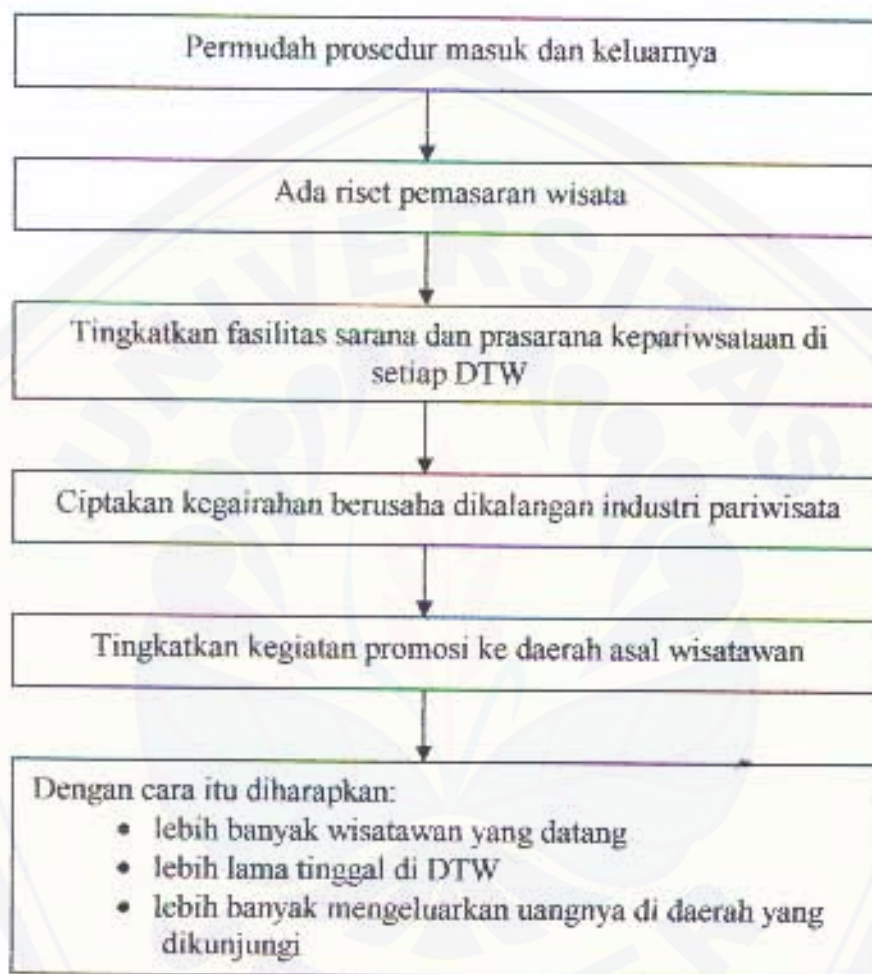 Permudah prosedur masuk dan keluarnya
Ada riset pemasaran wisata
Tingkatkan fasilitas sarana dan prasarana kepariwsataan di
setiap DTW
Ciptakan kegairahan berusaha dikalangan industri pariwisata
Tingkatkan kegiatan promosi ke daerah asal wisatawan
Dengan cara itu diharapkan:
• lebih banyak wisatawan yang datang
• lebih lama tinggal di DTW
• lebih banyak mengeluarkan uangnya di daerah yang
dikunjungi
UNIVERSITAS